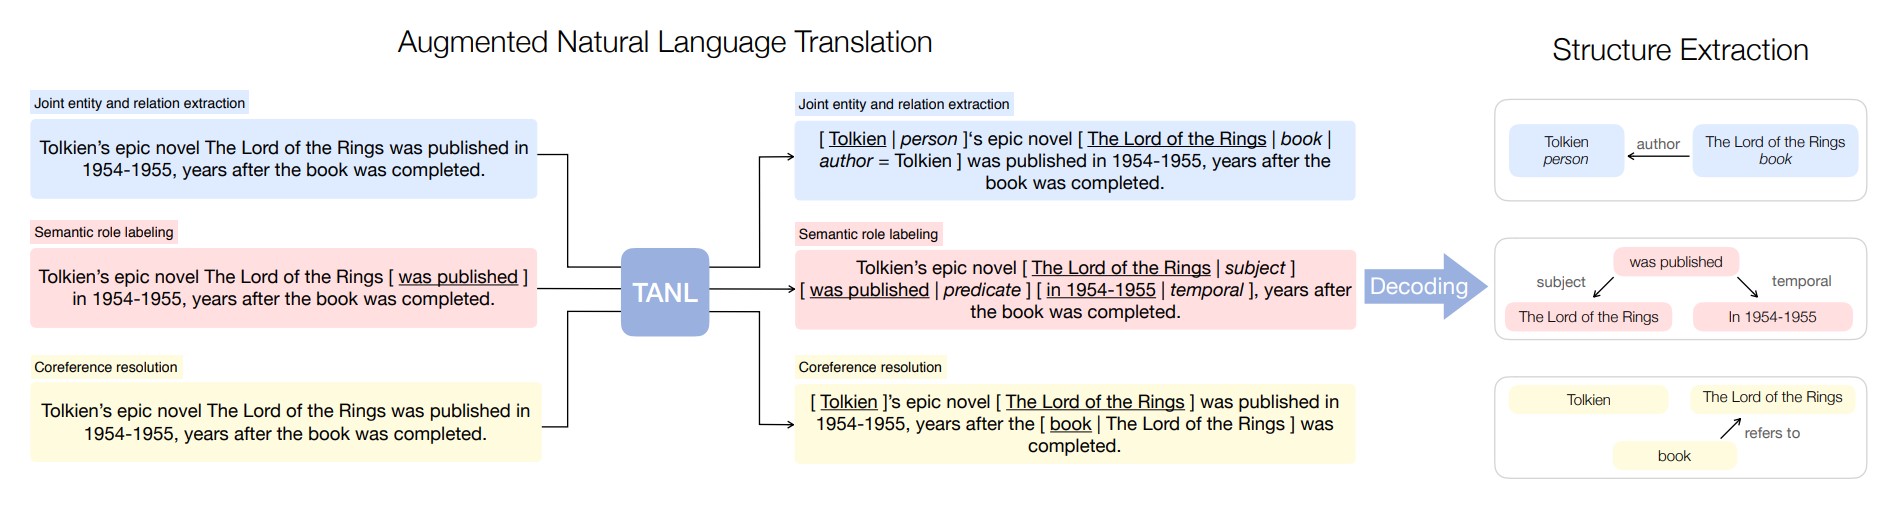 Augmented Natural Language Translation
Structure Extraction
Joint entity and relation extraction
Tolkien’s epic novel The Lord of the Rings was published in
1954-1955, years after the book was completed.
Semantic role labeling
Tolkien’s epic novel The Lord of the Rings [ was published ]
in 1954-1955, years after the book was completed.
Coreference resolution
Tolkien’s epic novel The Lord of the Rings was published in
1954-1955, years after the book was completed.
TANL
Joint entity and relation extraction
[ Tolkien | person ]‘s epic novel [ The Lord of the Rings | book |
author = Tolkien ] was published in 1954-1955, years after the
book was completed.
Semantic role labeling
Tolkien’s epic novel [ The Lord of the Rings | subject ]
[ was published | predicate ] [ in 1954-1955 | temporal ], years after
the book was completed.
Coreference resolution
[ Tolkien ]’s epic novel [ The Lord of the Rings ] was published in
1954-1955, years after the [ book | The Lord of the Rings ] was
completed.
Decoding
Tolkien
person
author
The Lord of the Rings
book
was published
subject
temporal
The Lord of the Rings
In 1954-1955
Tolkien
The Lord of the Rings
refers to
book